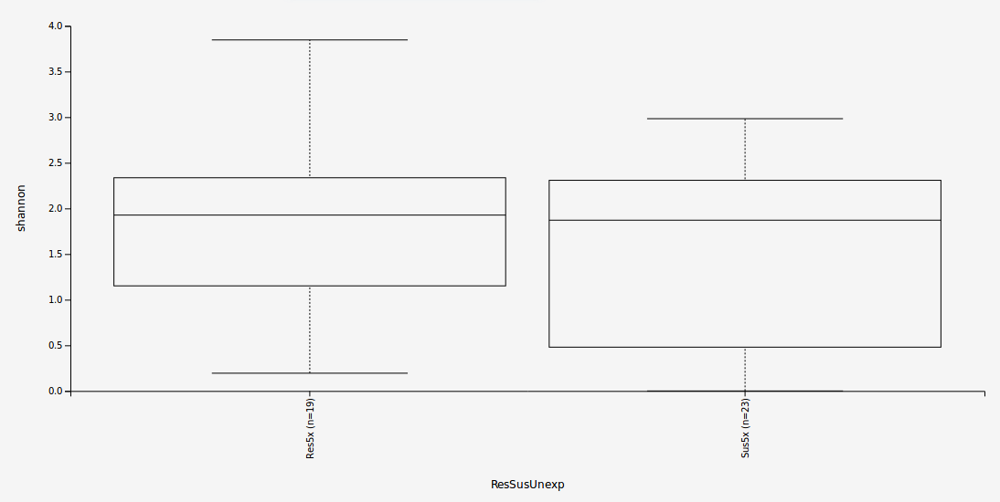 4.0
3.5
3.0
2.5
2.0
1.5
1.0
0.5
0.0
shannon
Res5x (n=19)
Sus5x (n=23)
ResSusUnexp